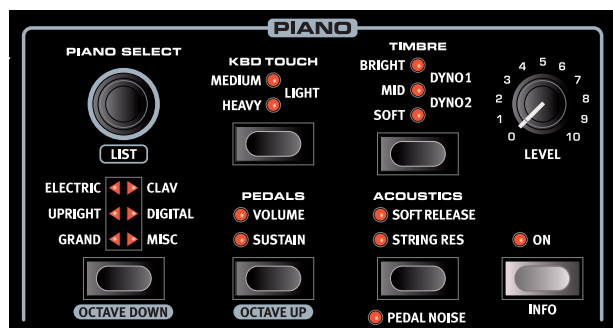 PIANO
PIANO SELECT
LIST
ELECTRIC CLAV
UPRIGHT DIGITAL
GRAND MISC
OCTAVE DOWN
KBD TOUCH
MEDIUM
LIGHT
HEAVY
PEDALS
VOLUME
SUSTAIN
OCTAVE UP
TIMBRE
BRIGHT
DYNO1
MID
DYNO2
SOFT
ACOUSTICS
SOFT RELEASE
STRING RES
PEDAL NOISE
0 1 2 3 4 5 6 7 8 9 10
LEVEL
ON
INFO